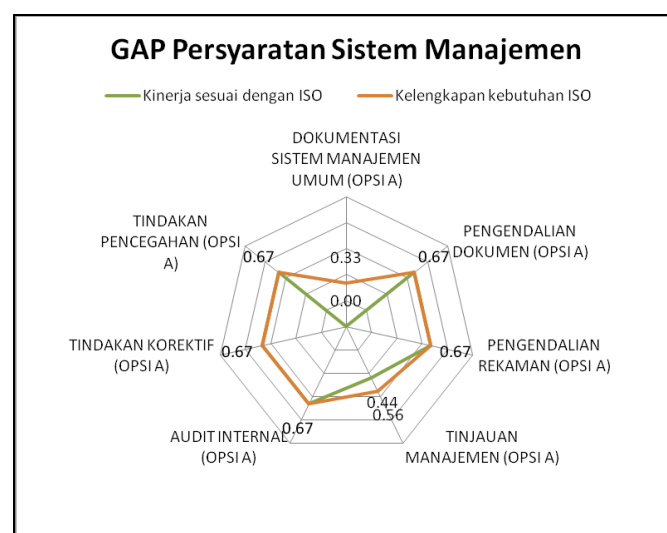 GAP Persyaratan Sistem Manajemen
Kinerja sesuai dengan ISO
Kelengkapan kebutuhan ISO
DOKUMENTASI
SISTEM MANAJEMEN
UMUM (OPSI A)
TINDAKAN
PENCEGAHAN (OPSI
A)
PENGENDALIAN
DOKUMEN (OPSI A)
0.67
0.33
0.67
0.00
TINDAKAN KOREKTIF
(OPSI A)
0.67
0.67
PENGENDALIAN
REKAMAN (OPSI A)
0.44
0.56
0.67
AUDIT INTERNAL
(OPSI A)
TINJAUAN
MANAJEMEN (OPSI A)